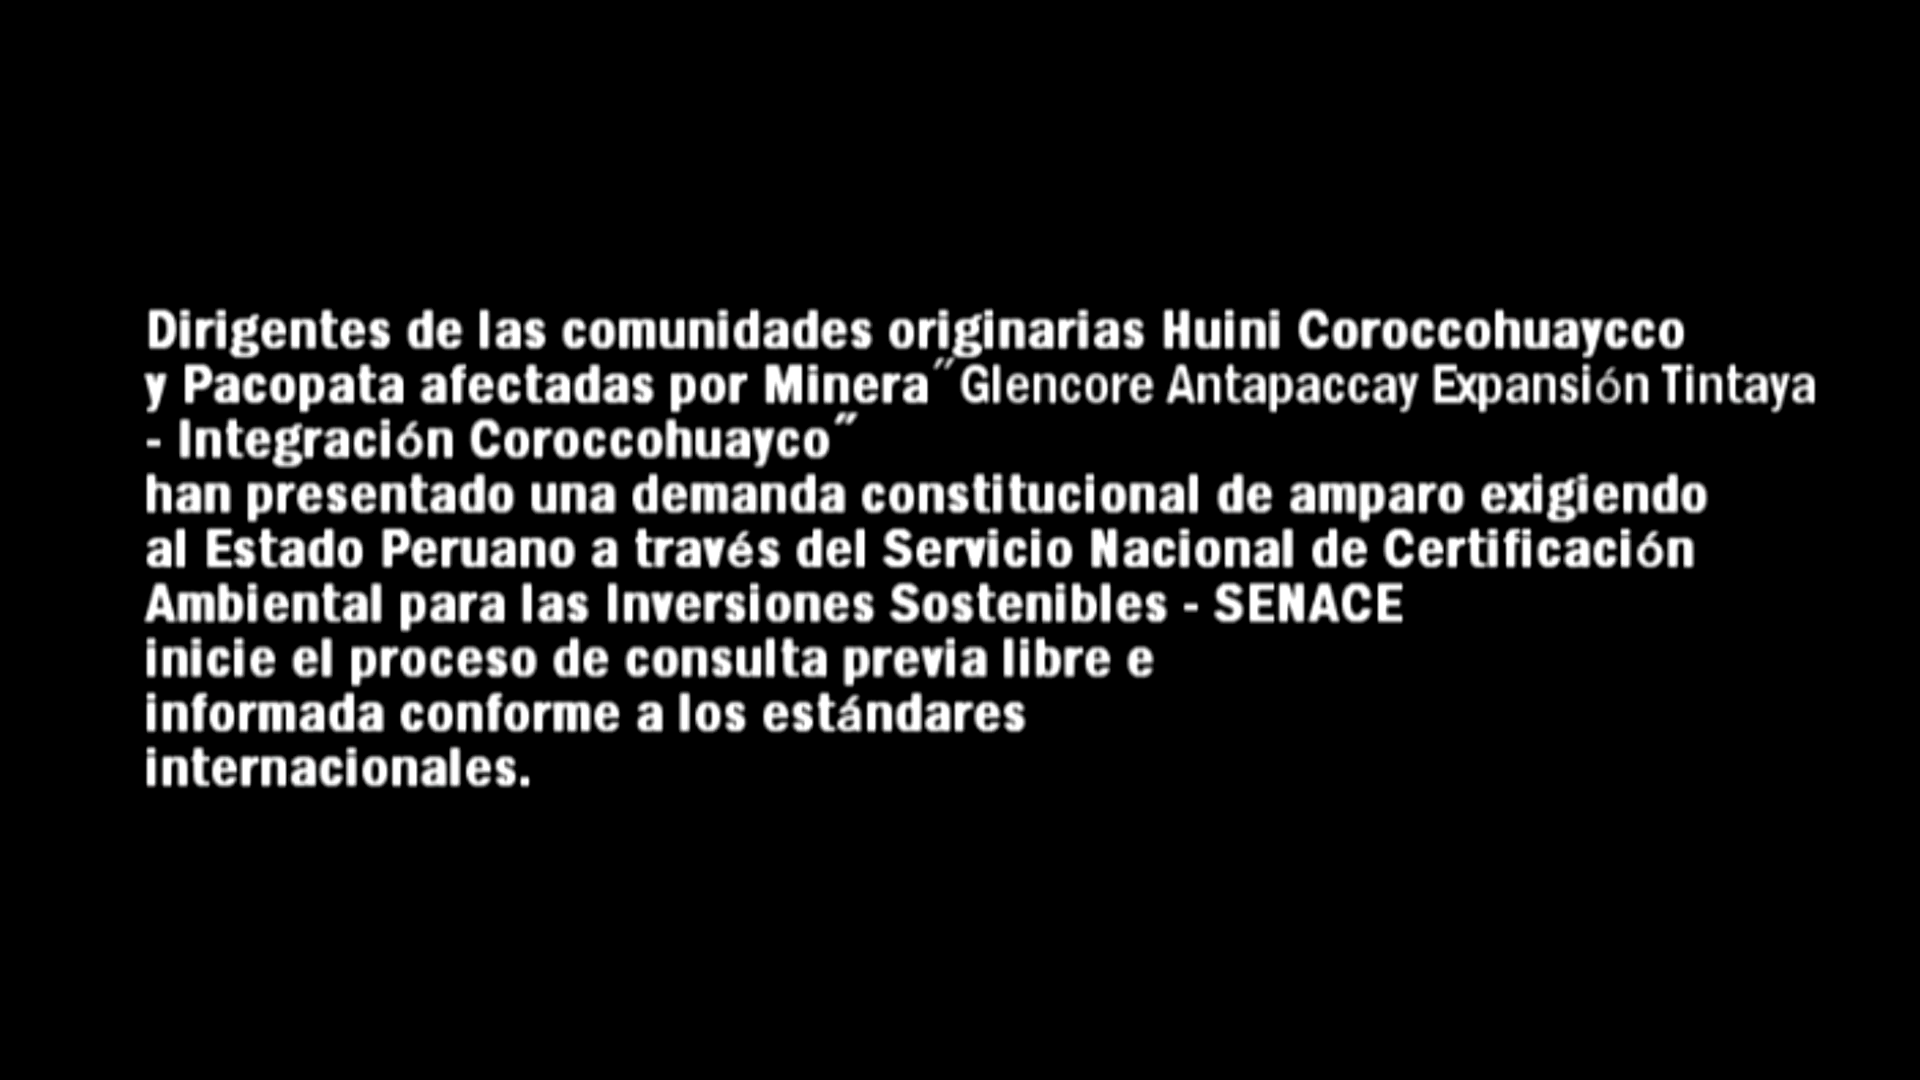 Dirigentes de las comunidades originarias Huini Coroccohuaycco
y Pacopata afectadas por Minera ˝Glencore Antapaccay Expansión Tintaya
- Integración Coroccohuayco˝
han presentado una demanda constitucional de amparo exigiendo
al Estado Peruano a través del Servicio Nacional de Certificación
Ambiental para las Inversiones Sostenibles - SENACE
inicie el proceso de consulta previa libre e
informada conforme a los estándares
internacionales.